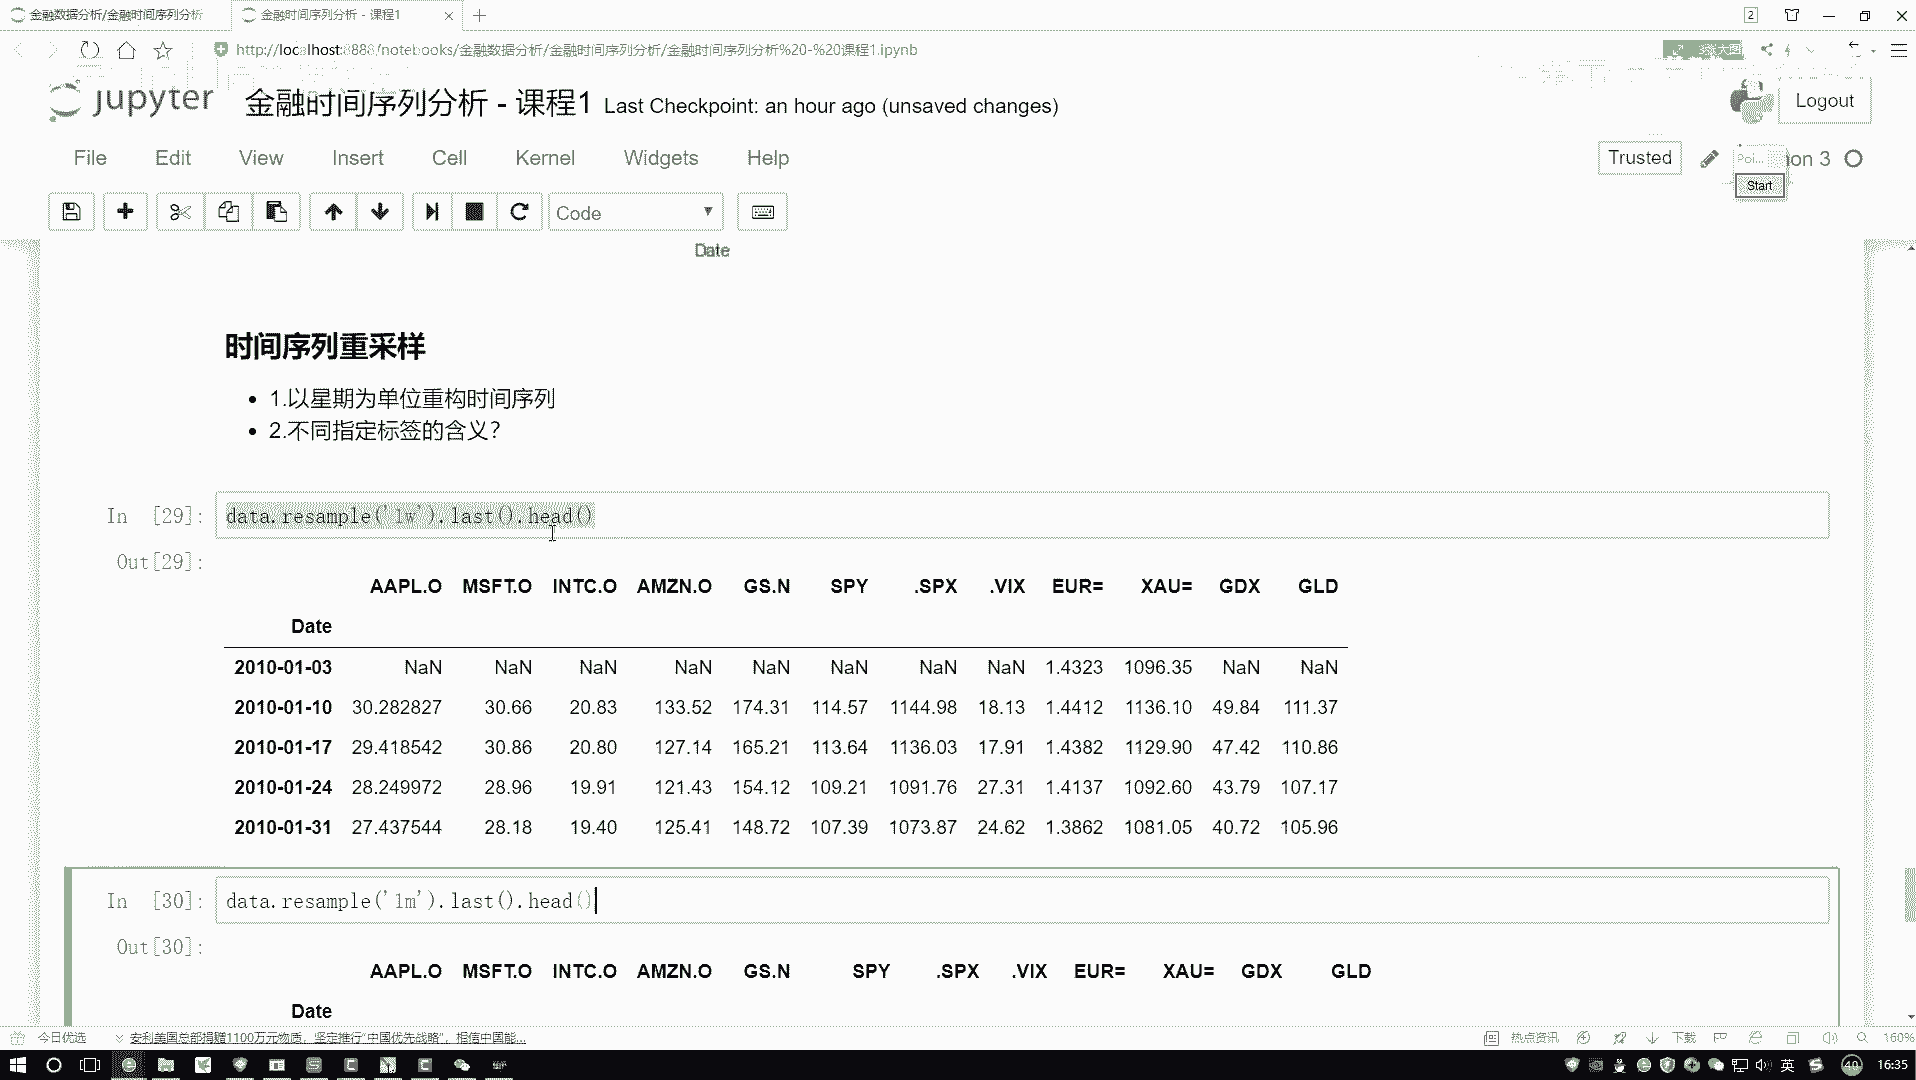 金融数据分析/金融时间序列分析
金融时间序列分析 - 课程1
2
http://localhost:8888/notebooks/金融数据分析/金融时间序列分析/金融时间序列分析%20-%20课程1.ipynb
jupyter 金融时间序列分析 - 课程1 Last Checkpoint: an hour ago (unsaved changes)
Logout
File Edit View Insert Cell Kernel Widgets Help
Trusted
Poi...
on 3
Start
Code
Date
时间序列重采样
1.以星期为单位重构时间序列
2.不同指定标签的含义?
In [29]: data.resample('1w').last().head()
Out[29]:
AAPL.O MSFT.O INTC.O AMZN.O GS.N SPY .SPX .VIX EUR= XAU= GDX GLD
Date
2010-01-03 NaN NaN NaN NaN NaN NaN NaN NaN 1.4323 1096.35 NaN NaN
2010-01-10 30.282827 30.66 20.83 133.52 174.31 114.57 1144.98 18.13 1.4412 1136.10 49.84 111.37
2010-01-17 29.418542 30.86 20.80 127.14 165.21 113.64 1136.03 17.91 1.4382 1129.90 47.42 110.86
2010-01-24 28.249972 28.96 19.91 121.43 154.12 109.21 1091.76 27.31 1.4137 1092.60 43.79 107.17
2010-01-31 27.437544 28.18 19.40 125.41 148.72 107.39 1073.87 24.62 1.3862 1081.05 40.72 105.96
In [30]: data.resample('1m').last().head()
Out[30]:
AAPL.O MSFT.O INTC.O AMZN.O GS.N SPY .SPX .VIX EUR= XAU= GDX GLD
Date
今日优选
安利美国总部捐赠1100万元物质，坚定推行“中国优先战略”，相信中国能...
热点资讯
下载
160%
英
40
16:35